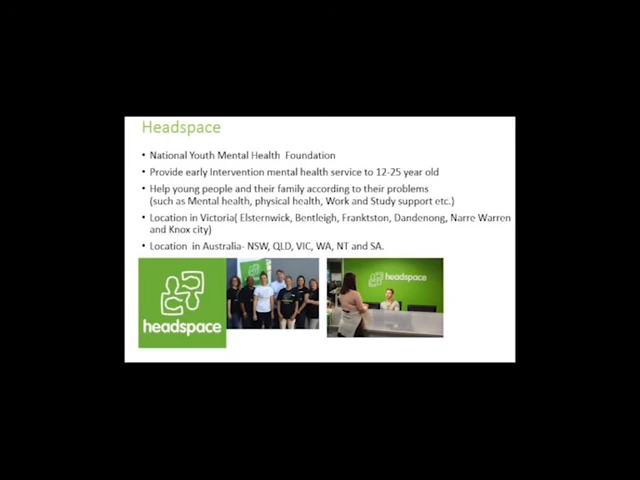 Headspace
• National Youth Mental Health Foundation
• Provide early Intervention mental health service to 12-25 year old
• Help young people and their family according to their problems
(such as Mental health, physical health, Work and Study support etc.)
• Location in Victoria( Elsternwick, Bentleigh, Frankston, Dandenong, Narre Warren
and Knox city)
• Location in Australia- NSW, QLD, VIC, WA, NT and SA.
headspace
headspace